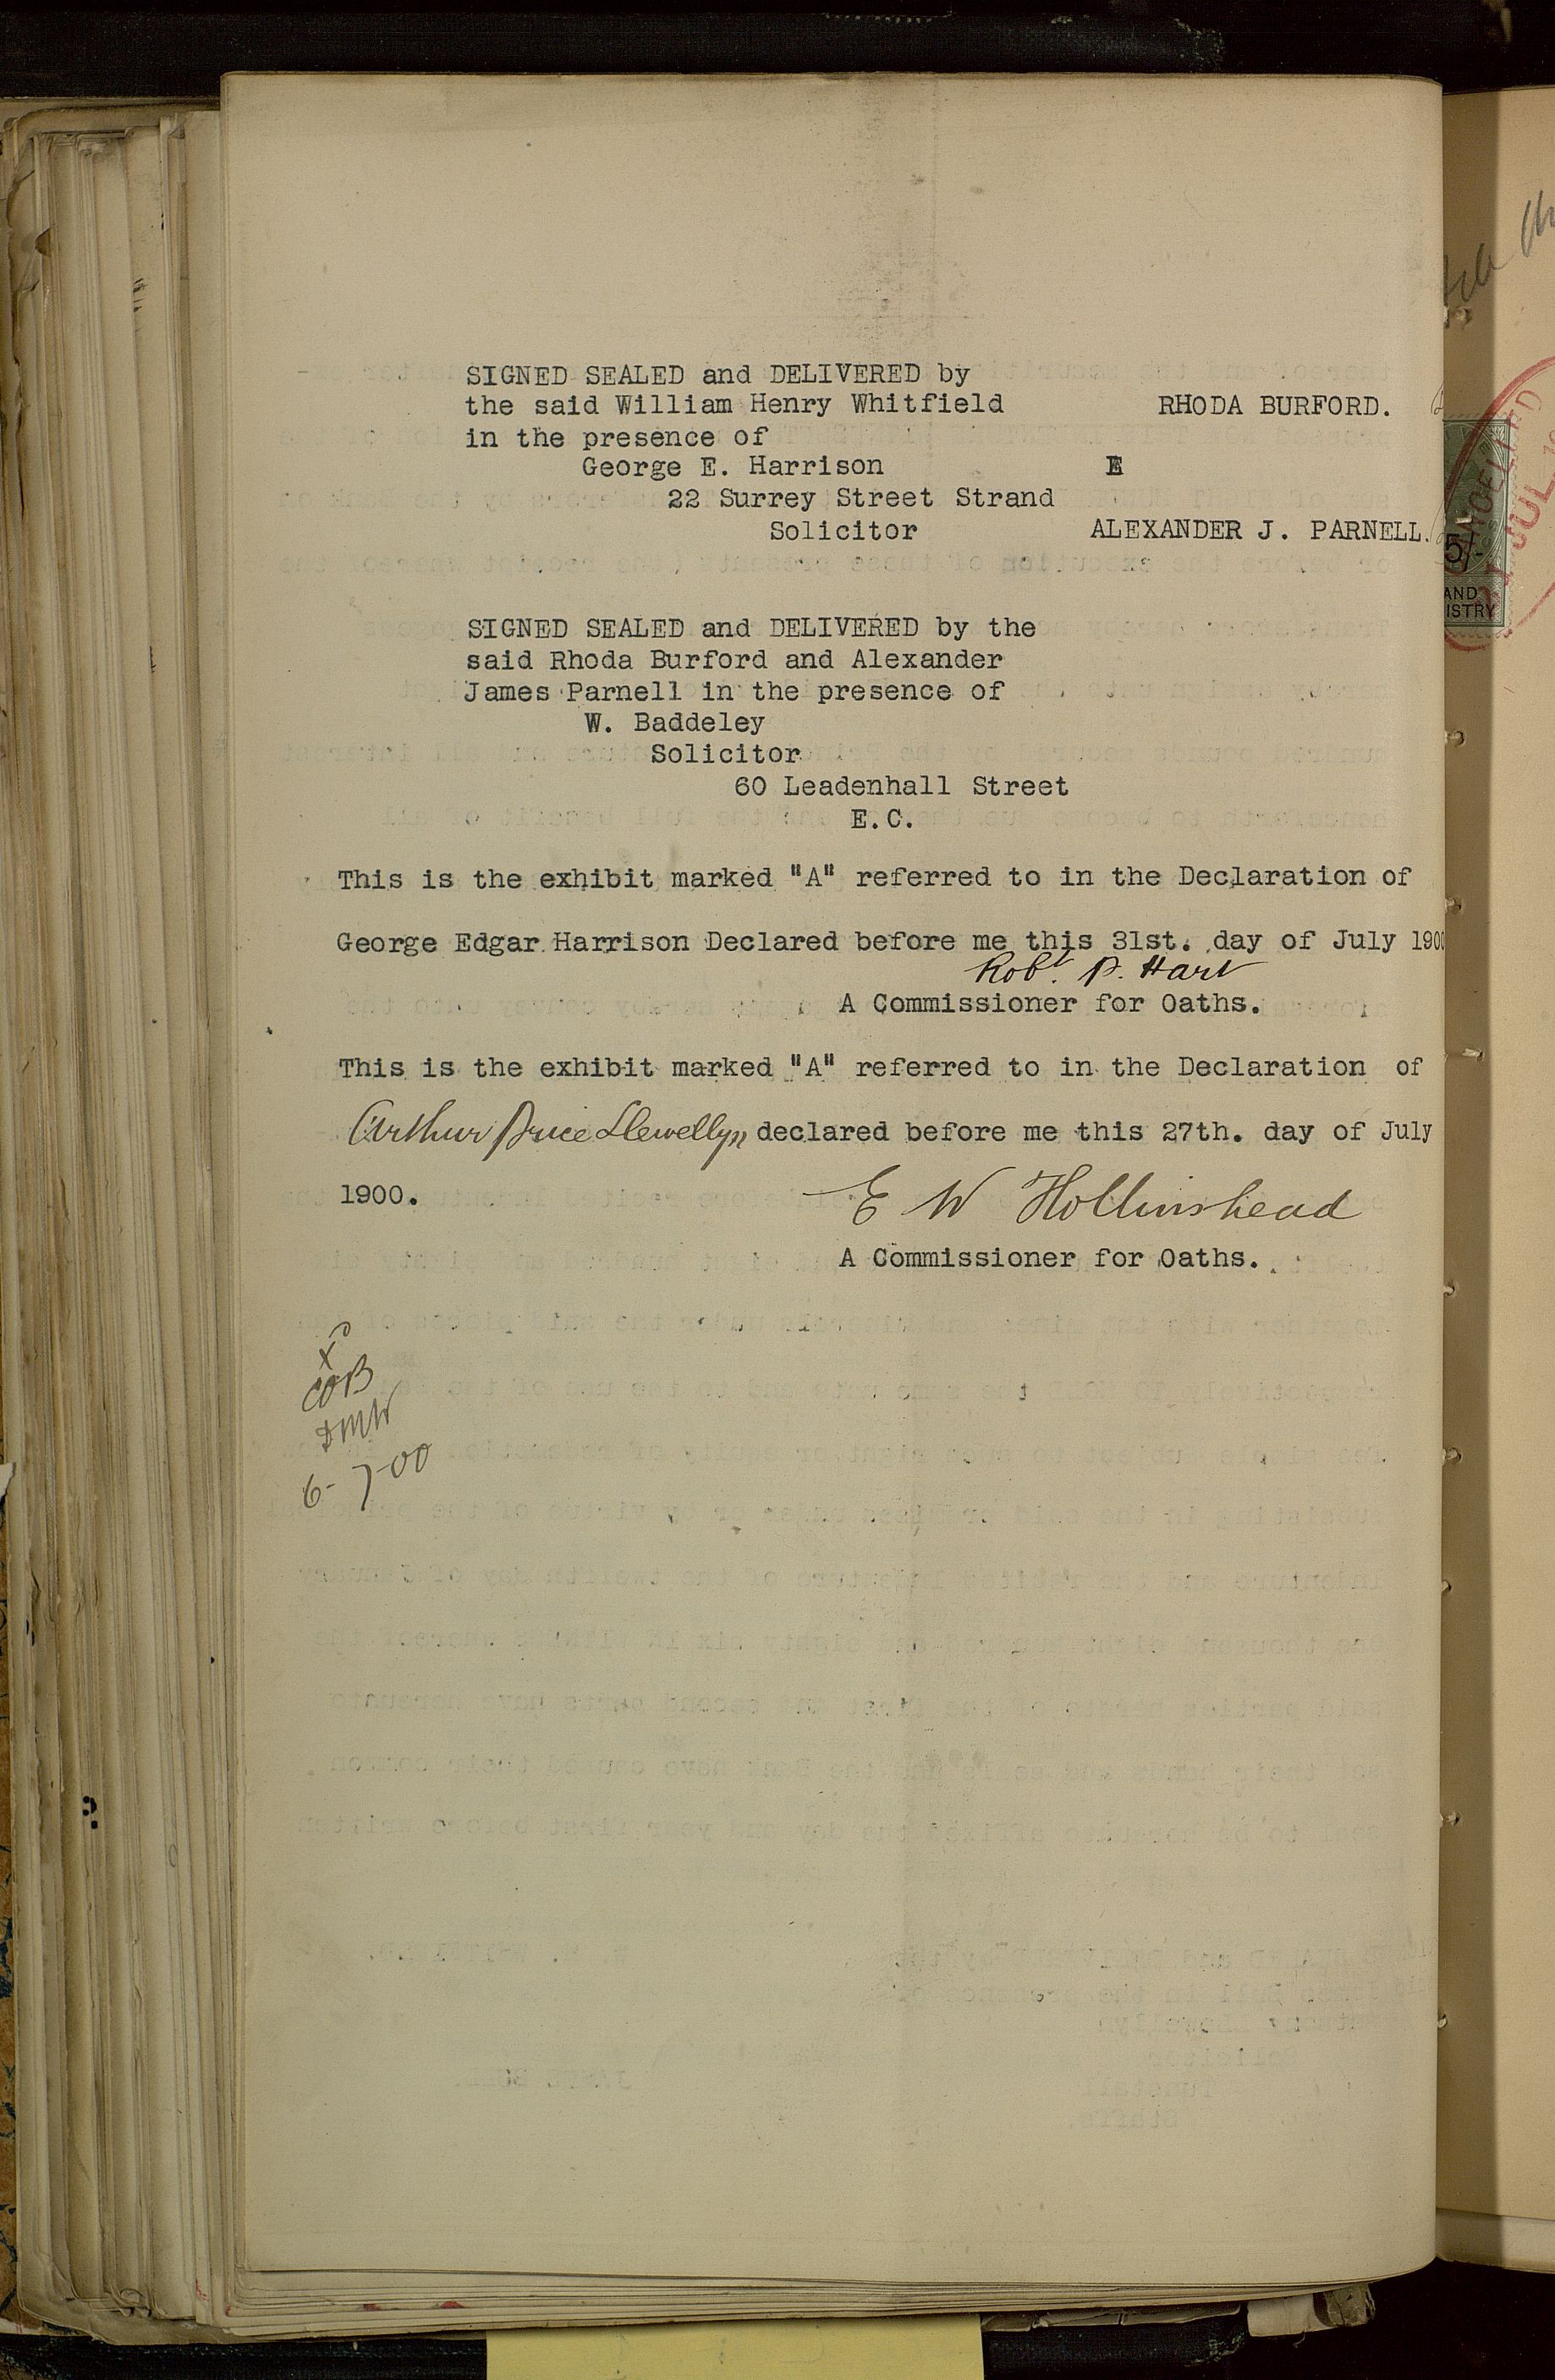 SIGNED SEALED and DELIVERED by
the said William Henry Whitfield RHODA BURFORD.
in the presence of
George E. Harrison
22 Surrey Street Strand
Solicitor ALEXANDER J. PARNELL.
SIGNED SEALED and DELIVERED by the
said Rhoda Burford and Alexander
James Parnell in the presence of
W. Baddeley
Solicitor
60 Leadenhall Street
E.C.
This is the exhibit marked "A" referred to in the Declaration of
George Edgar Harrison Declared before me this 31st. day of July 1900
Robt. P. Hart
A Commissioner for Oaths.
This is the exhibit marked "A" referred to in the Declaration of
Arthur Bruce Llewellyn declared before me this 27th. day of July
1900.
E W Hollinshead
A Commissioner for Oaths.
COB
DMW
6-7-00
5/-
JUL